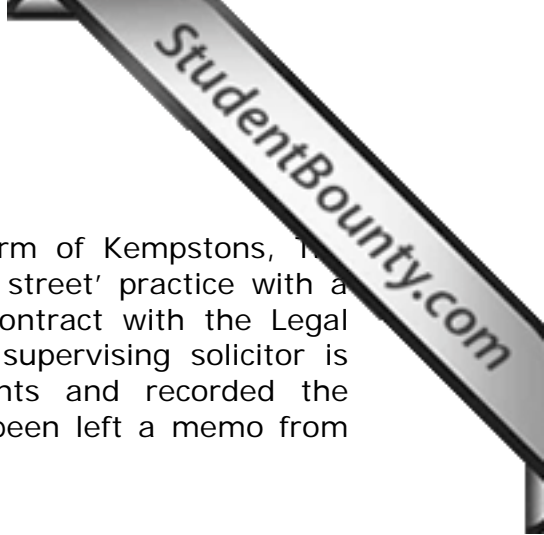 StudentBounty.com
rm of Kempstons,
street' practice with a
ontract with the Legal
supervising solicitor is
nts and recorded the
been left a memo from